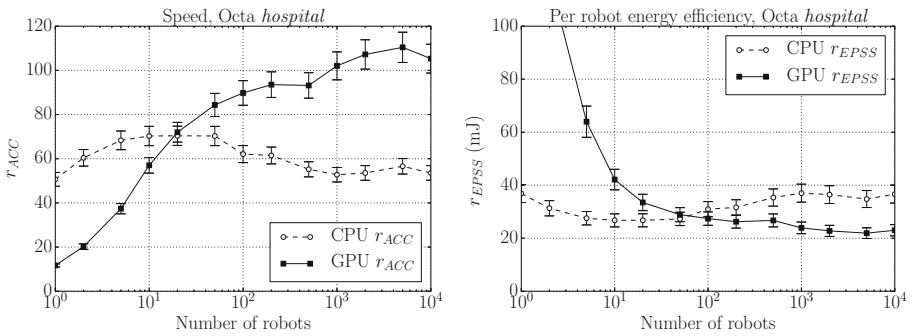 Speed, Octa hospital
120
100
80
60
40
20
0
r_ACC
10^0
10^1
10^2
10^3
10^4
Number of robots
CPU r_ACC
GPU r_ACC
Per robot energy efficiency, Octa hospital
100
80
60
40
20
0
r_EPSS (mJ)
10^0
10^1
10^2
10^3
10^4
Number of robots
CPU r_EPSS
GPU r_EPSS